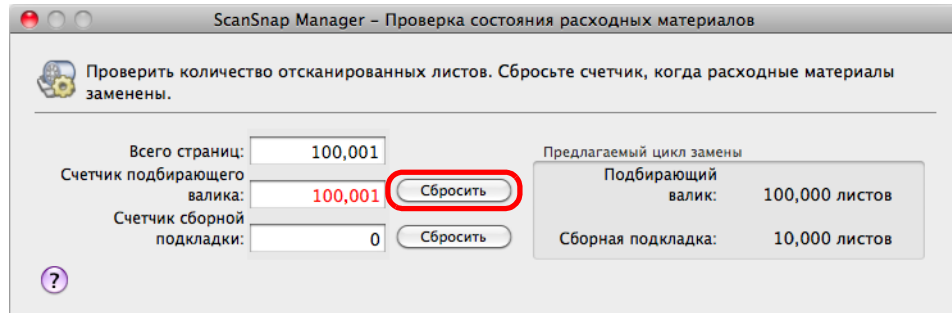 ScanSnap Manager – Проверка состояния расходных материалов
Проверить количество отсканированных листов. Сбросьте счетчик, когда расходные материалы
заменены.
Всего страниц: 100,001
Счетчик подбирающего
валика: 100,001 Сбросить
Счетчик сборной
подкладки: 0 Сбросить
Предлагаемый цикл замены
Подбирающий
валик: 100,000 листов
Сборная подкладка: 10,000 листов
?